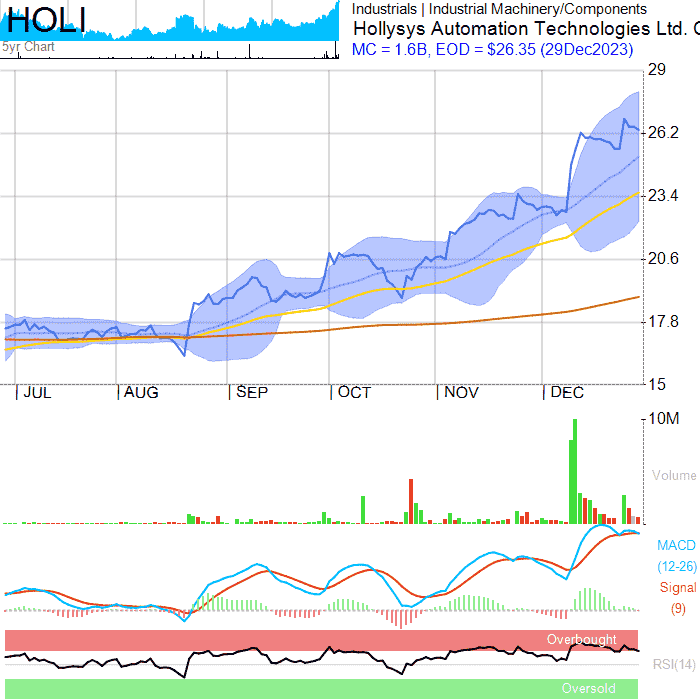 HOLI
5yr Chart
Industrials | Industrial Machinery/Components
Hollysys Automation Technologies Ltd. C
MC = 1.6B, EOD = $26.35 (29Dec2023)
29
26.2
23.4
20.6
17.8
15
JUL AUG SEP OCT NOV DEC
10M
Volume
MACD
(12-26)
Signal
(9)
Overbought
RSI(14)
Oversold